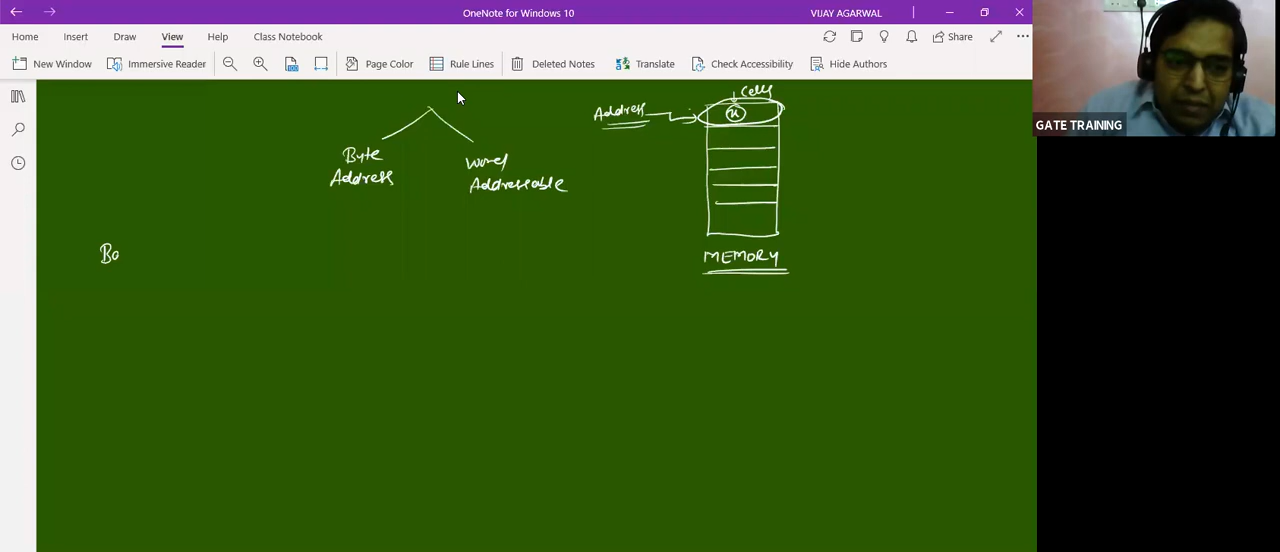 OneNote for Windows 10
VIJAY AGARWAL
Home Insert Draw View Help Class Notebook
Share
New Window Immersive Reader Page Color Rule Lines Deleted Notes Translate Check Accessibility Hide Authors
Cells
Address
x
Byte
Address
Word
Addressable
Bo
MEMORY
GATE TRAINING